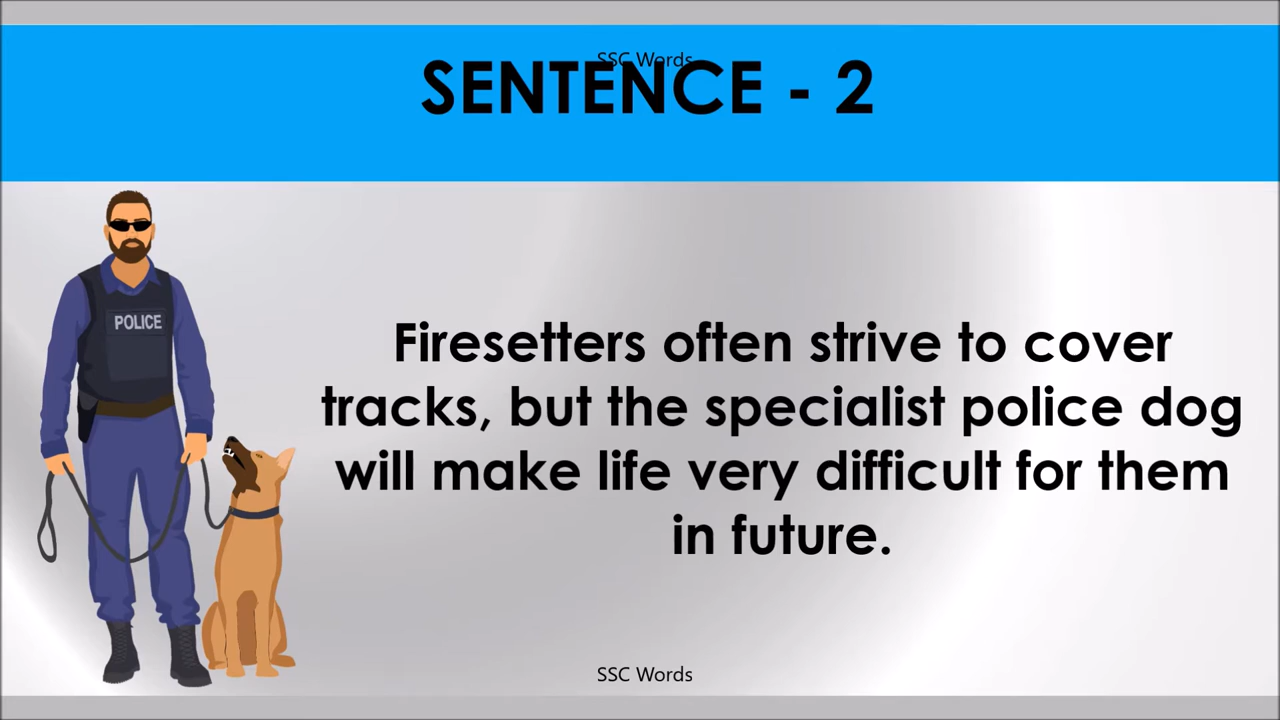 SSC Words
SENTENCE - 2
POLICE
Firesetters often strive to cover
tracks, but the specialist police dog
will make life very difficult for them
in future.
SSC Words